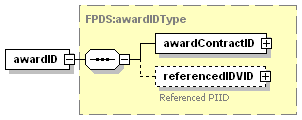 FPDS:awardIDType
awardID
awardContractID
referencedIDVID
Referenced PIID